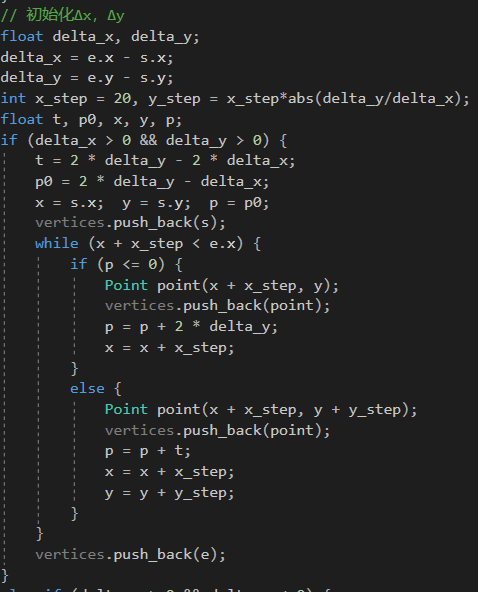 // 初始化Δx, Δy
float delta_x, delta_y;
delta_x = e.x - s.x;
delta_y = e.y - s.y;
int x_step = 20, y_step = x_step*abs(delta_y/delta_x);
float t, p0, x, y, p;
if (delta_x > 0 && delta_y > 0) {
    t = 2 * delta_y - 2 * delta_x;
    p0 = 2 * delta_y - delta_x;
    x = s.x;  y = s.y;  p = p0;
    vertices.push_back(s);
    while (x + x_step < e.x) {
        if (p <= 0) {
            Point point(x + x_step, y);
            vertices.push_back(point);
            p = p + 2 * delta_y;
            x = x + x_step;
        }
        else {
            Point point(x + x_step, y + y_step);
            vertices.push_back(point);
            p = p + t;
            x = x + x_step;
            y = y + y_step;
        }
    }
    vertices.push_back(e);
}